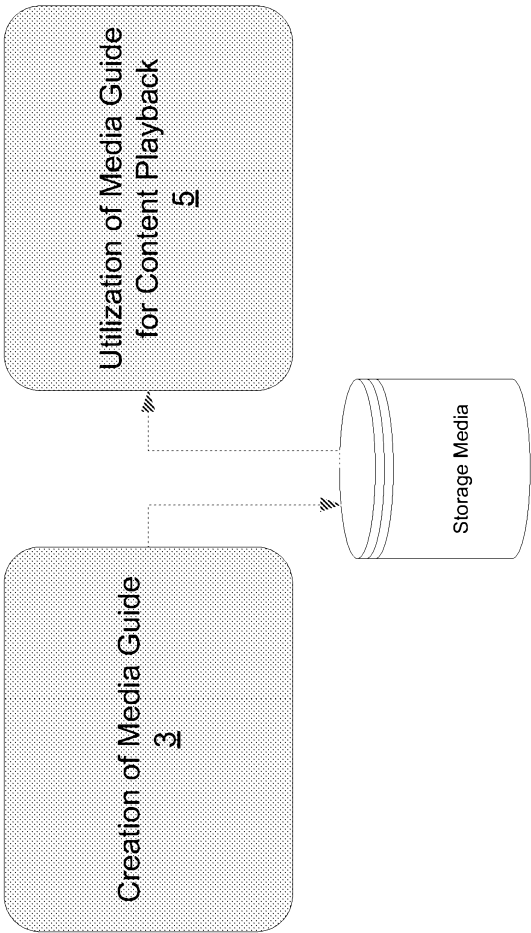 Creation of Media Guide
3
Utilization of Media Guide
for Content Playback
5
Storage Media